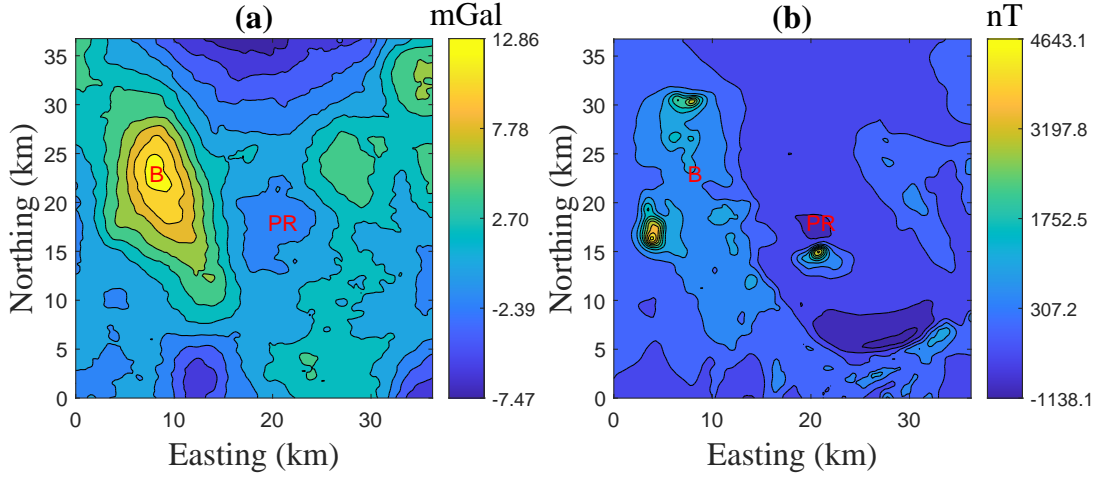 (a)
mGal
35
30
25
20
15
10
5
0
0
10
20
30
Northing (km)
Easting (km)
B
PR
12.86
7.78
2.70
-2.39
-7.47
(b)
nT
35
30
25
20
15
10
5
0
0
10
20
30
Northing (km)
Easting (km)
B
PR
4643.1
3197.8
1752.5
307.2
-1138.1